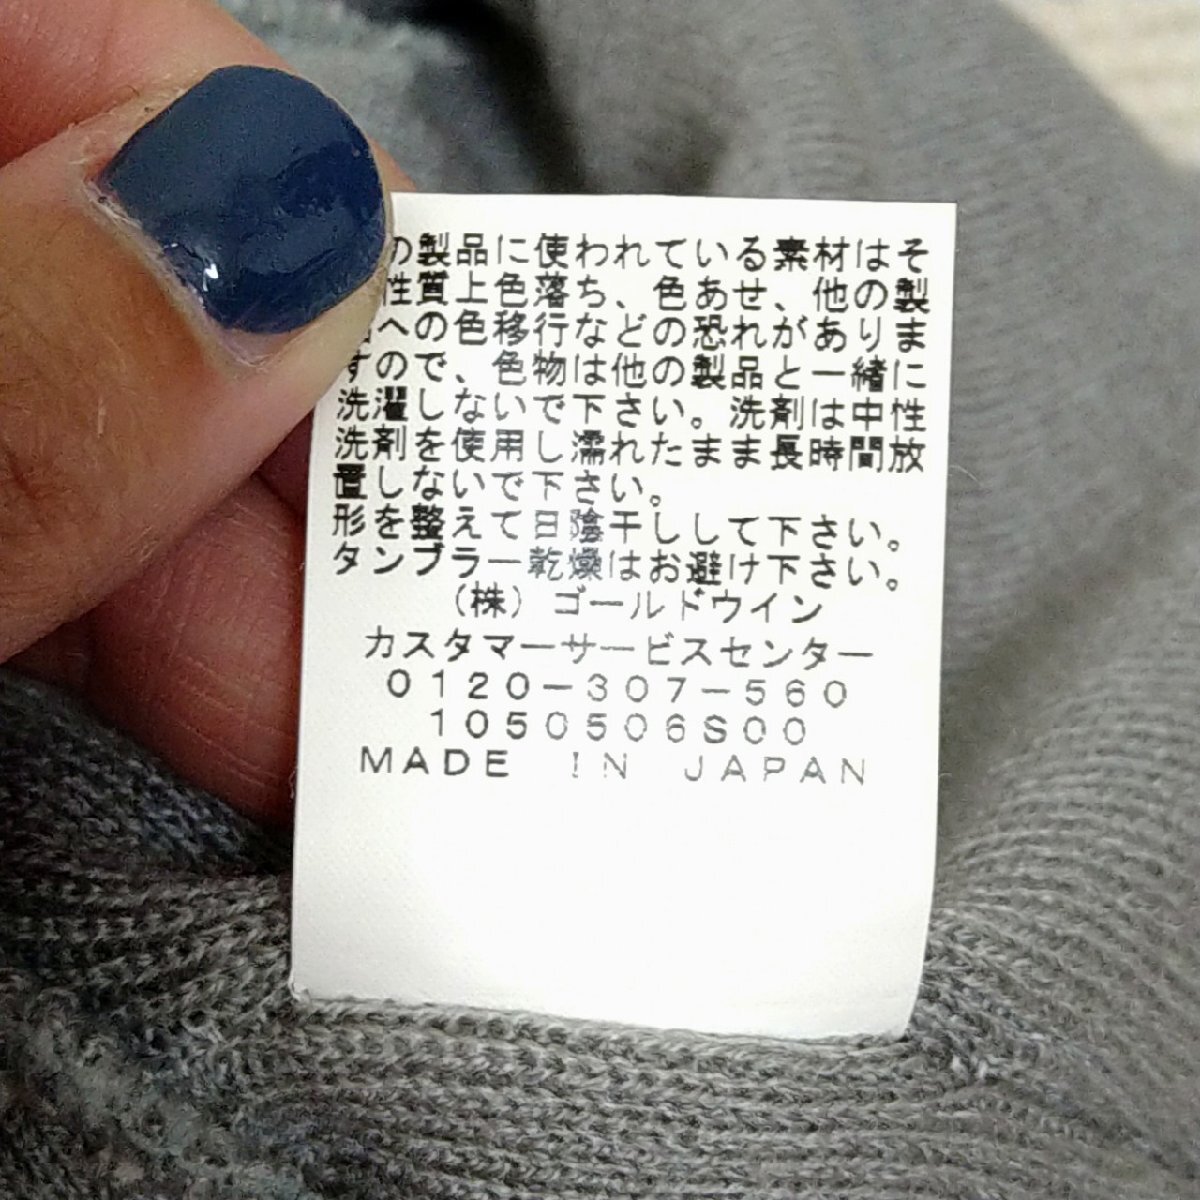 の製品に使われている素材はそ
性質上色落ち、色あせ、他の製
への色移行などの恐れがありま
すので、色物は他の製品と一緒に
洗濯しないで下さい。洗剤は中性
洗剤を使用し濡れたまま長時間放
置しないで下さい。
形を整えて日陰干しして下さい。
タンブラー乾燥はお避け下さい。
（株）ゴールドウイン
カスタマーサービスセンター
0120-307-560
1050506S00
MADE IN JAPAN